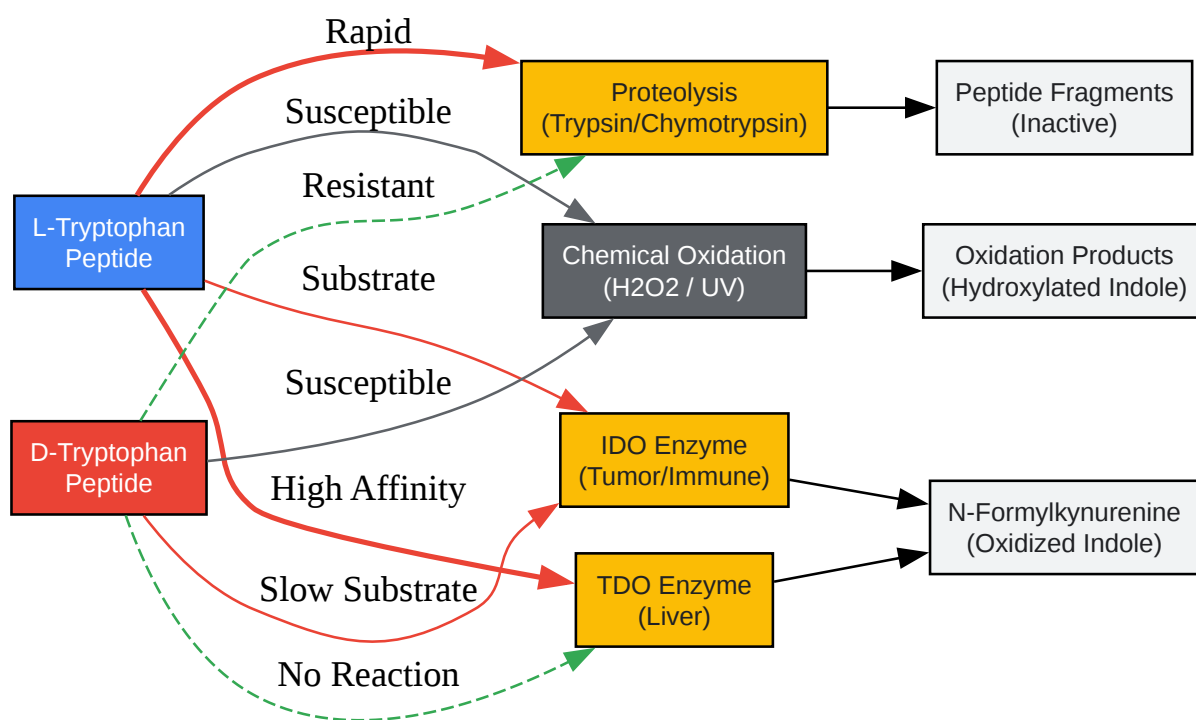 Rapid
Proteolysis
(Trypsin/Chymotrypsin)
Peptide Fragments
(Inactive)
Susceptible
Resistant
L-Tryptophan
Peptide
Chemical Oxidation
(H2O2 / UV)
Oxidation Products
(Hydroxylated Indole)
Substrate
Susceptible
D-Tryptophan
Peptide
IDO Enzyme
(Tumor/Immune)
High Affinity
N-Formylkynurenine
(Oxidized Indole)
Slow Substrate
TDO Enzyme
(Liver)
No Reaction